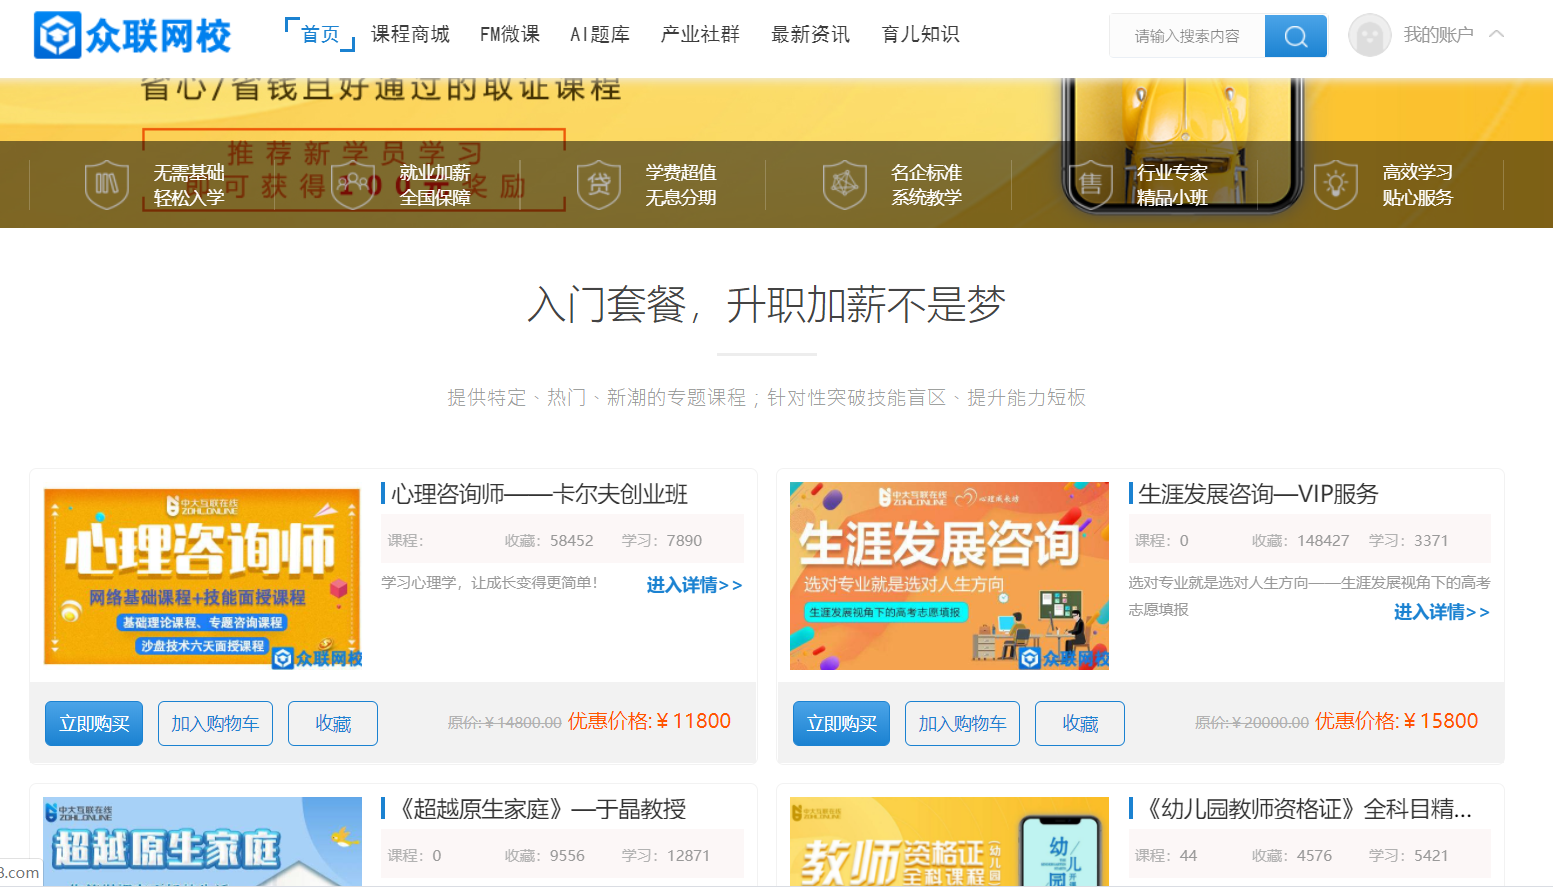 众联网校
首页 课程商城 FM微课 AI题库 产业社群 最新资讯 育儿知识
请输入搜索内容
我的账户
省心/省钱且好通过的取证课程
推荐新学员学习
即可获得100元奖励
无需基础
轻松入学
就业加薪
全国保障
贷
学费超值
无息分期
名企标准
系统教学
售
行业专家
精品小班
高效学习
贴心服务
入门套餐，升职加薪不是梦
提供特定、热门、新潮的专题课程；针对性突破技能盲区、提升能力短板
中大互联在线
ZDHLONLINE
心理咨询师
网络基础课程+技能面授课程
基础理论课程、专题咨询课程
沙盘技术六天面授课程
众联网校
心理咨询师——卡尔夫创业班
课程： 收藏：58452 学习：7890
学习心理学，让成长变得更简单！
进入详情>>
立即购买 加入购物车 收藏 原价:￥14800.00 优惠价格:￥11800
中大互联在线
ZDHLONLINE
心理成长坊
生涯发展咨询
选对专业就是选对人生方向
生涯发展视角下的高考志愿填报
众联网校
生涯发展咨询—VIP服务
课程：0 收藏：148427 学习：3371
选对专业就是选对人生方向——生涯发展视角下的高考
志愿填报
进入详情>>
立即购买 加入购物车 收藏 原价:￥20000.00 优惠价格:￥15800
中大互联在线
ZDHLONLINE
超越原生家庭
《超越原生家庭》—于晶教授
课程：0 收藏：9556 学习：12871
中大互联在线
ZDHLONLINE
教师资格证
全科课程
幼儿园
幼儿园
《幼儿园教师资格证》全科目精...
课程：44 收藏：4576 学习：5421
3.com